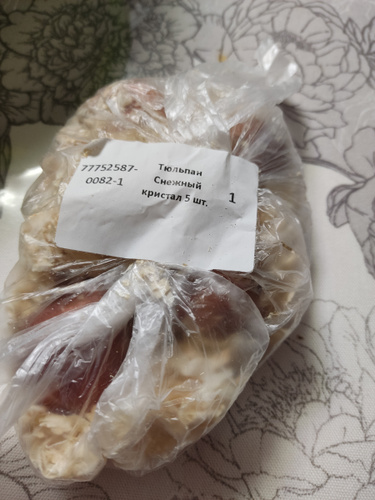 77752587-
0082-1
Тюльпан
Снежный
кристал 5 шт.
1